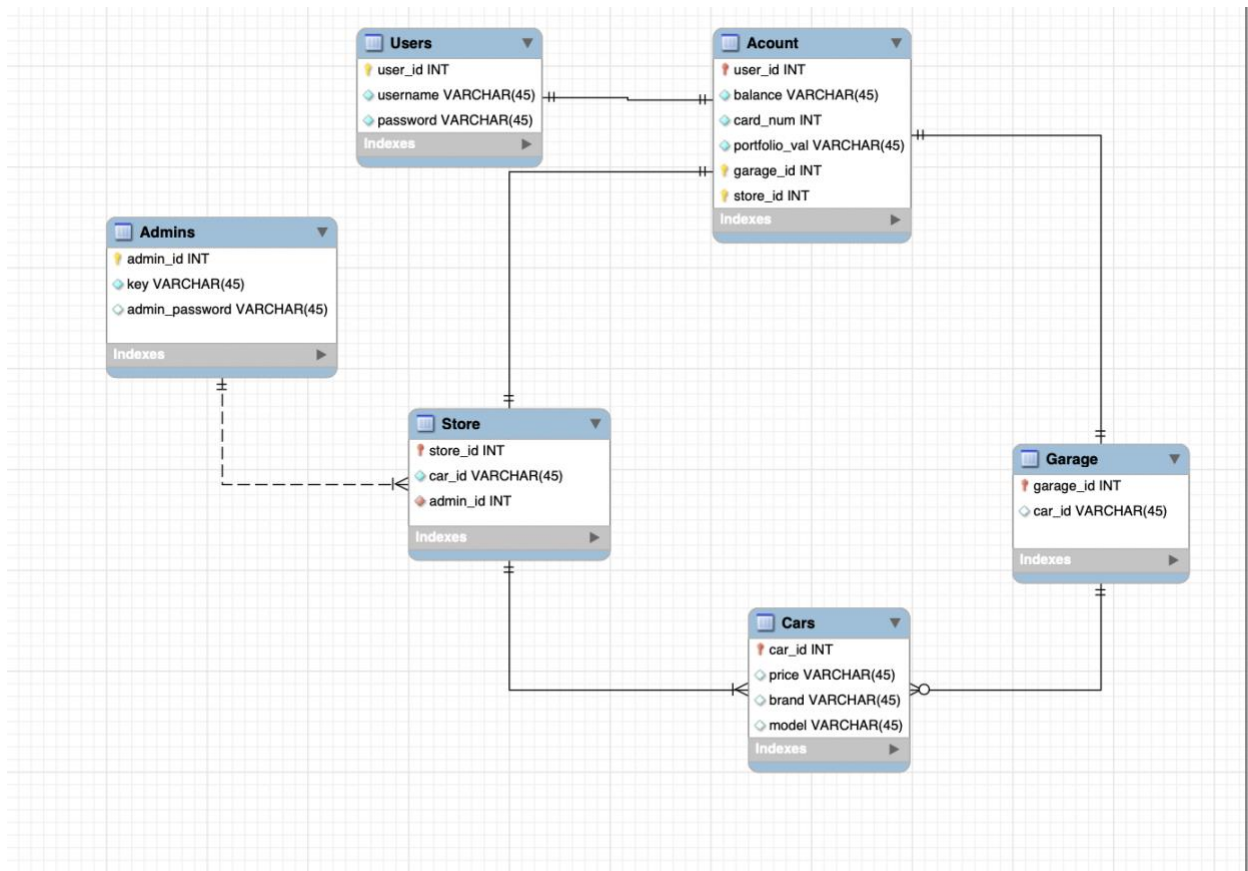 Users
user_id INT
username VARCHAR(45)
password VARCHAR(45)
Indexes
Acount
user_id INT
balance VARCHAR(45)
card_num INT
portfolio_val VARCHAR(45)
garage_id INT
store_id INT
Indexes
Admins
admin_id INT
key VARCHAR(45)
admin_password VARCHAR(45)
Indexes
Store
store_id INT
car_id VARCHAR(45)
admin_id INT
Indexes
Garage
garage_id INT
car_id VARCHAR(45)
Indexes
Cars
car_id INT
price VARCHAR(45)
brand VARCHAR(45)
model VARCHAR(45)
Indexes